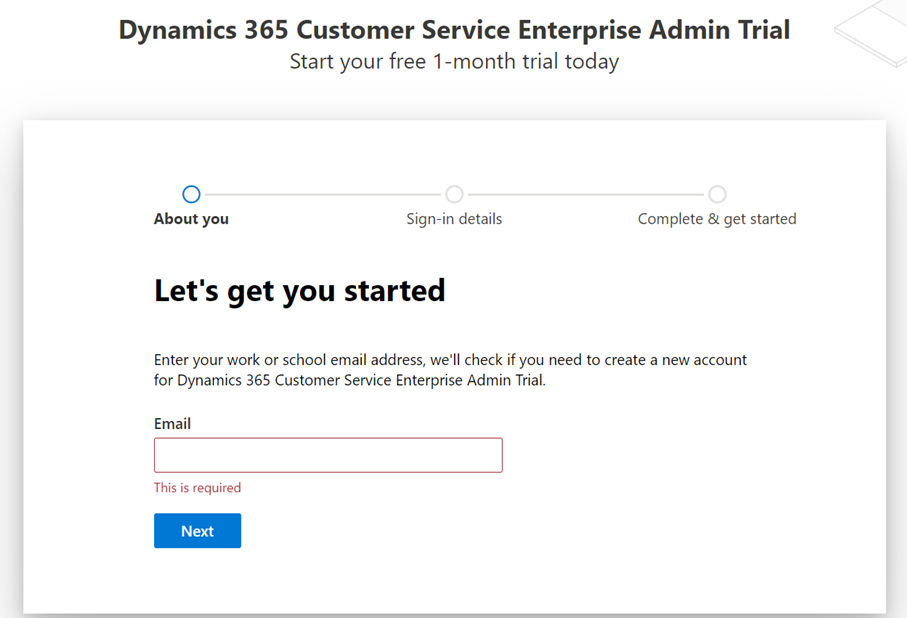 Dynamics 365 Customer Service Enterprise Admin Trial
Start your free 1-month trial today
About you
Sign-in details
Complete & get started
Let's get you started
Enter your work or school email address, we'll check if you need to create a new account
for Dynamics 365 Customer Service Enterprise Admin Trial.
Email
This is required
Next